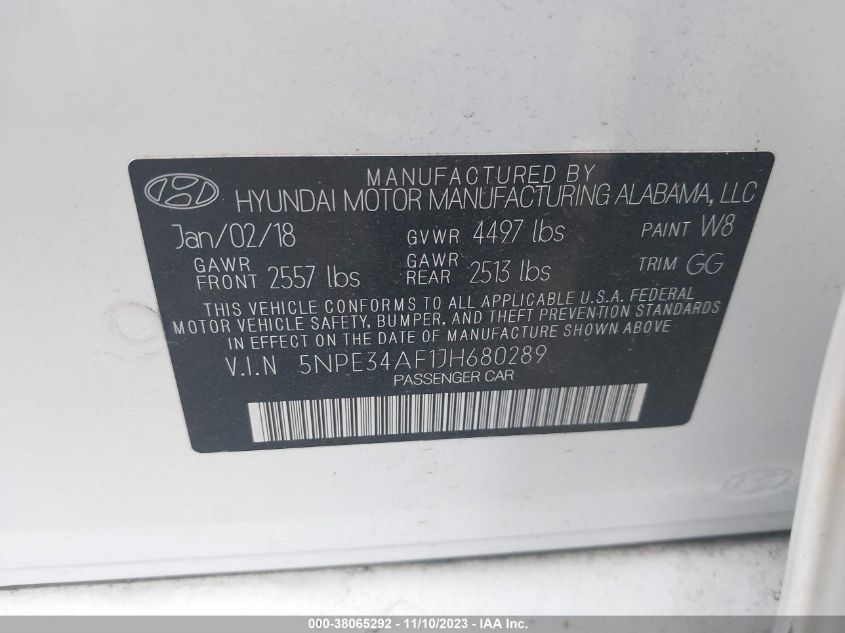 MANUFACTURED BY
HYUNDAI MOTOR MANUFACTURING ALABAMA, LLC
Jan/02/18 GVWR 4497 lbs PAINT W8
GAWR FRONT 2557 lbs GAWR REAR 2513 lbs TRIM GG
THIS VEHICLE CONFORMS TO ALL APPLICABLE U.S.A. FEDERAL
MOTOR VEHICLE SAFETY, BUMPER, AND THEFT PREVENTION STANDARDS
IN EFFECT ON THE DATE OF MANUFACTURE SHOWN ABOVE
V.I.N 5NPE34AF1JH680289
PASSENGER CAR
000-38065292 - 11/10/2023 - IAA Inc.